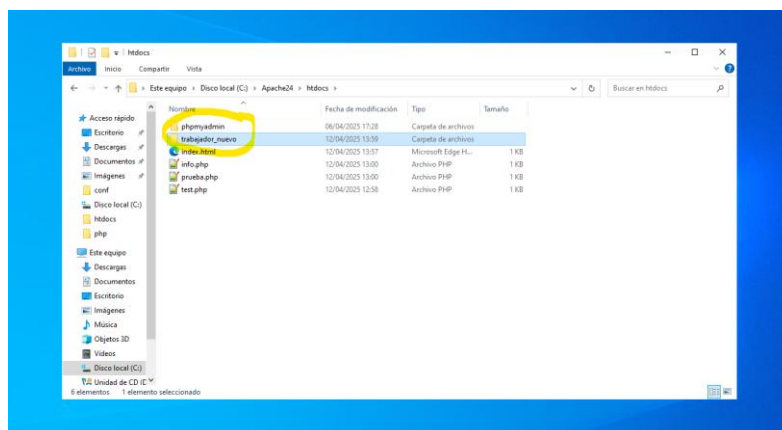 htdocs
Archivo Inicio Compartir Vista
Este equipo > Disco local (C:) > Apache24 > htdocs >
Buscar en htdocs
Nombre Fecha de modificación Tipo Tamaño
Acceso rápido
Escritorio
Descargas
Documentos
Imágenes
conf
Disco local (C:)
htdocs
php
Este equipo
Descargas
Documentos
Escritorio
Imágenes
Música
Objetos 3D
Vídeos
Disco local (C:)
Unidad de CD (D
phpmyadmin 06/04/2025 17:28 Carpeta de archivos
trabajador_nuevo 12/04/2025 13:59 Carpeta de archivos
index.html 12/04/2025 13:57 Microsoft Edge H... 1 KB
info.php 12/04/2025 13:00 Archivo PHP 1 KB
prueba.php 12/04/2025 13:00 Archivo PHP 1 KB
test.php 12/04/2025 12:58 Archivo PHP 1 KB
6 elementos 1 elemento seleccionado